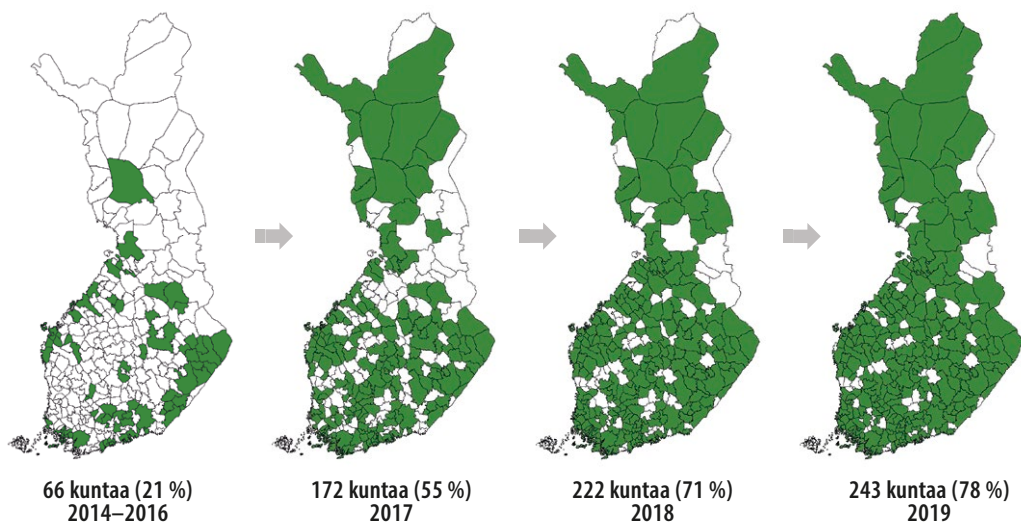 66 kuntaa (21 %)
2014–2016
172 kuntaa (55 %)
2017
222 kuntaa (71 %)
2018
243 kuntaa (78 %)
2019